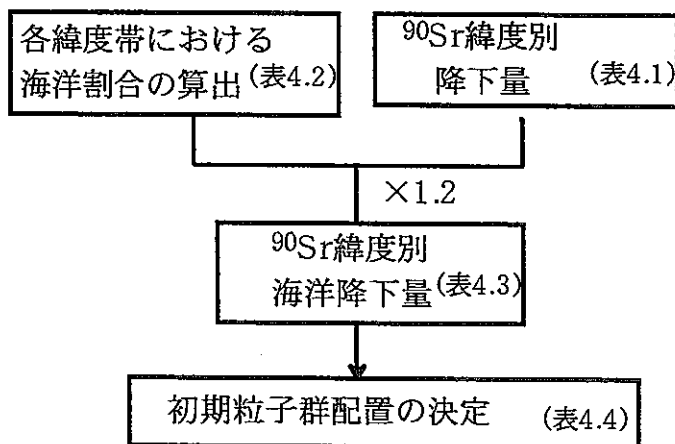 各緯度帯における
海洋割合の算出(表4.2)
90Sr緯度別
降下量 (表4.1)
×1.2
90Sr緯度別
海洋降下量(表4.3)
初期粒子群配置の決定 (表4.4)